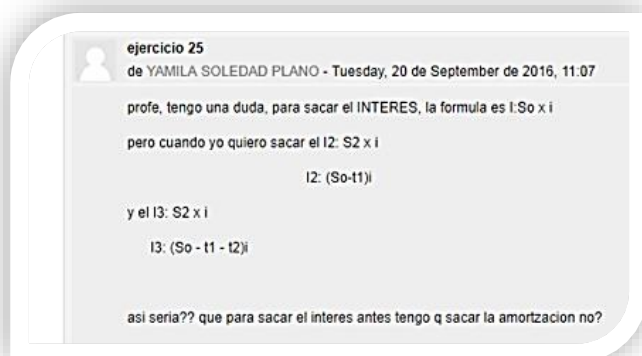 ejercicio 25
de YAMILA SOLEDAD PLANO - Tuesday, 20 de September de 2016, 11:07
profe, tengo una duda, para sacar el INTERES, la formula es I:So x i
pero cuando yo quiero sacar el I2: S2 x i
I2: (So-t1)i
y el I3: S2 x i
I3: (So - t1 - t2)i
asi seria?? que para sacar el interes antes tengo q sacar la amortzacion no?